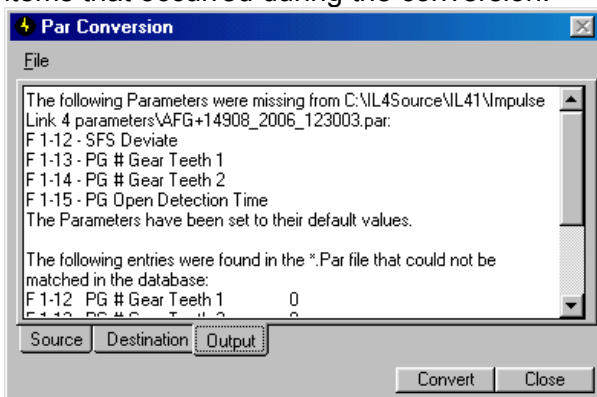 items that occurred during the conversion.
Par Conversion
File
The following Parameters were missing from C:\IL4Source\IL41\Impulse
Link 4 parameters\AFG+14908_2006_123003.par:
F 1-12 - SFS Deviate
F 1-13 - PG # Gear Teeth 1
F 1-14 - PG # Gear Teeth 2
F 1-15 - PG Open Detection Time
The Parameters have been set to their default values.
The following entries were found in the *.Par file that could not be
matched in the database:
F 1-12 PG # Gear Teeth 1 0
Source Destination Output
Convert Close